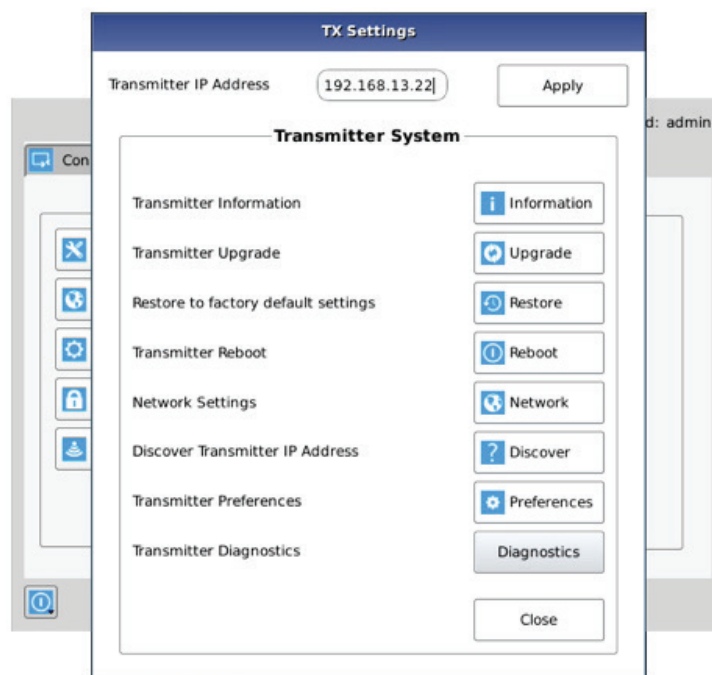 TX Settings
Transmitter IP Address 192.168.13.22 Apply
d: admin
Transmitter System
Con
Transmitter Information Information
Transmitter Upgrade Upgrade
Restore to factory default settings Restore
Transmitter Reboot Reboot
Network Settings Network
Discover Transmitter IP Address Discover
Transmitter Preferences Preferences
Transmitter Diagnostics Diagnostics
Close